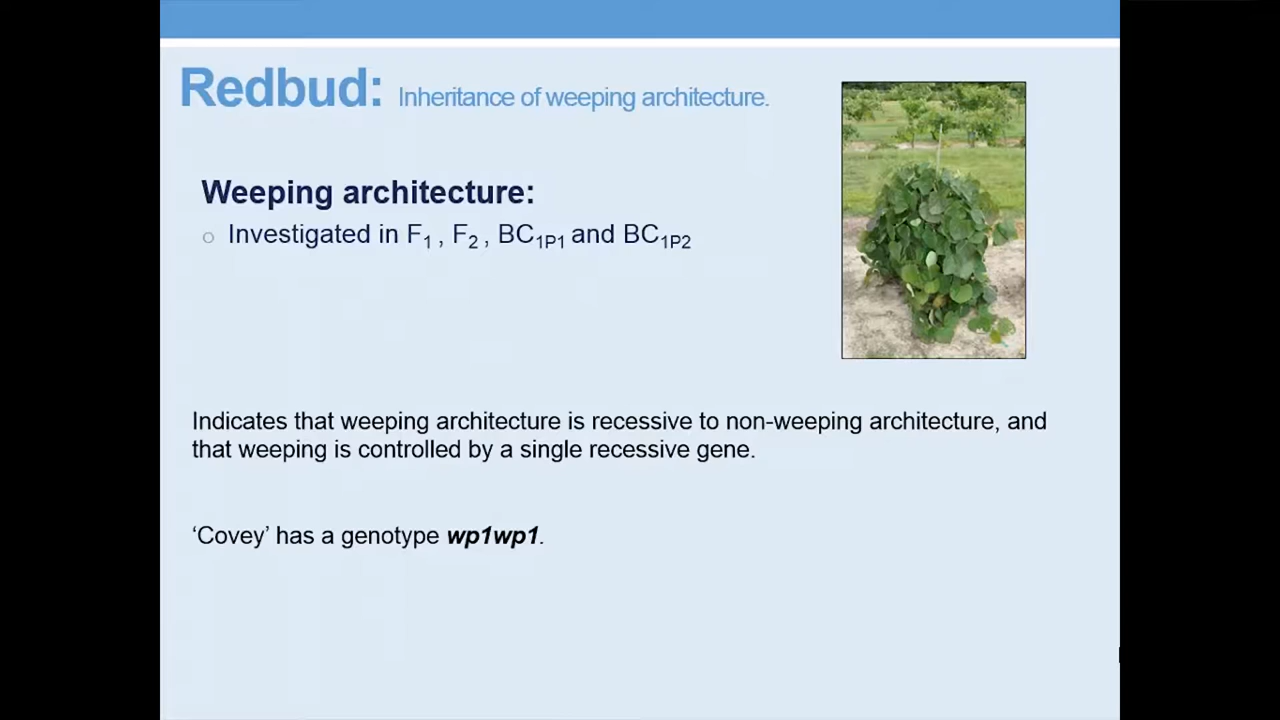 Redbud: Inheritance of weeping architecture.
Weeping architecture:
○ Investigated in F₁ , F₂ , BC₁P₁ and BC₁P₂
Indicates that weeping architecture is recessive to non-weeping architecture, and
that weeping is controlled by a single recessive gene.
‘Covey’ has a genotype wp1wp1.